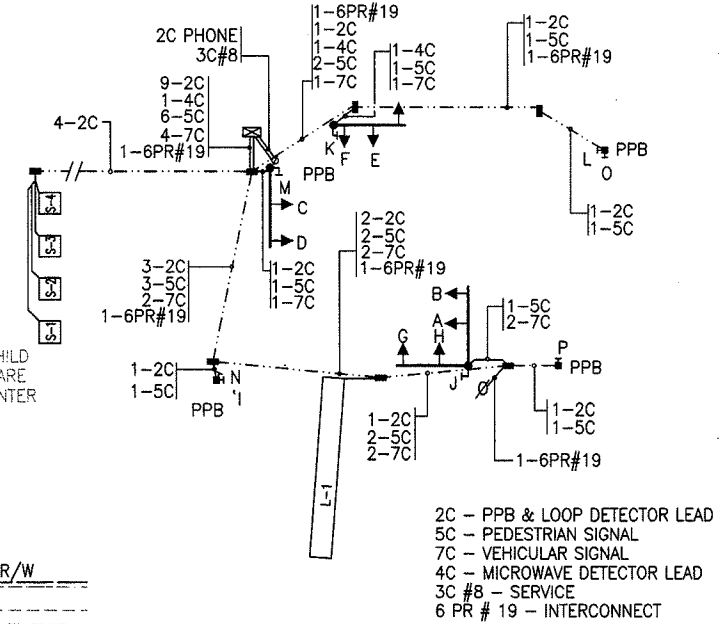 1-6PR#19
1-2C
1-4C
2-5C
1-7C
2C PHONE
3C#8
1-4C
1-5C
1-7C
1-2C
1-5C
1-6PR#19
9-2C
1-4C
6-5C
4-7C
1-6PR#19
4-2C
K
F
E
L
O
PPB
M
PPB
C
D
S-4
S-3
S-2
S-1
1-2C
1-5C
2-2C
2-5C
2-7C
1-6PR#19
3-2C
3-5C
2-7C
1-6PR#19
1-2C
1-5C
1-7C
B
A
G
H
J
1-5C
2-7C
P
PPB
Ø
HILD
ARE
NTER
1-2C
1-5C
N
I
PPB
1-2C
2-5C
2-7C
1-2C
1-5C
1-6PR#19
L-1
2C – PPB & LOOP DETECTOR LEAD
5C – PEDESTRIAN SIGNAL
7C – VEHICULAR SIGNAL
4C – MICROWAVE DETECTOR LEAD
3C #8 – SERVICE
6 PR # 19 – INTERCONNECT
R/W